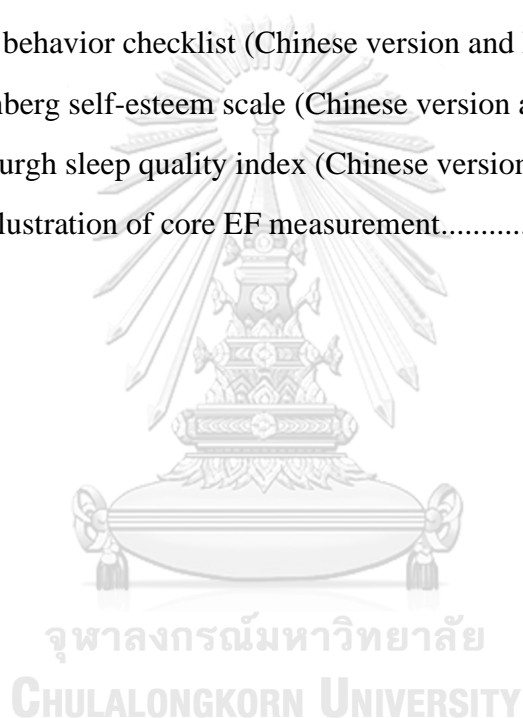 behavior checklist (Chinese version and
nberg self-esteem scale (Chinese version a
urgh sleep quality index (Chinese version
lustration of core EF measurement............
จุฬาลงกรณ์มหาวิทยาลัย
CHULALONGKORN UNIVERSITY